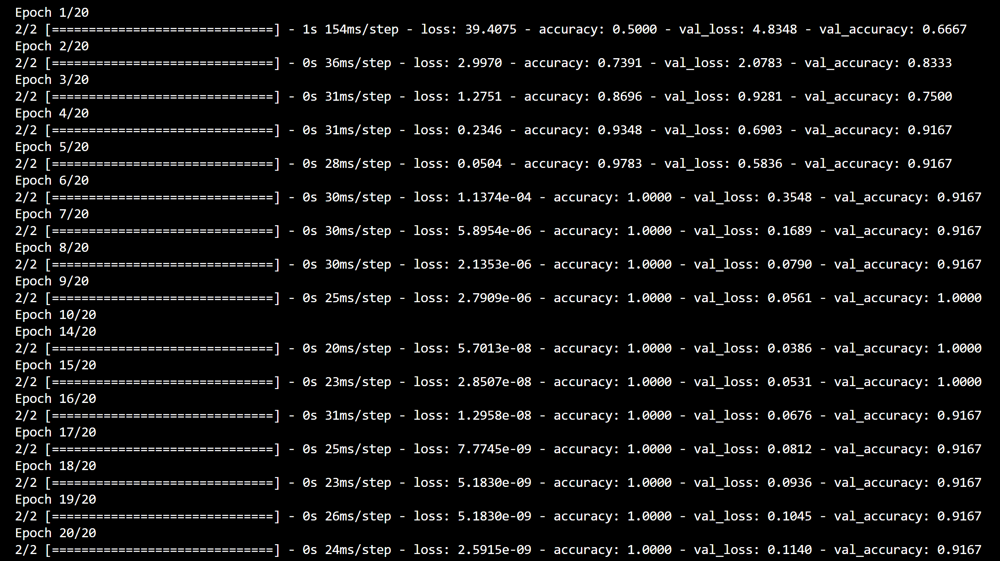 Epoch 1/20
2/2 [==============================] - 1s 154ms/step - loss: 39.4075 - accuracy: 0.5000 - val_loss: 4.8348 - val_accuracy: 0.6667
Epoch 2/20
2/2 [==============================] - 0s 36ms/step - loss: 2.9970 - accuracy: 0.7391 - val_loss: 2.0783 - val_accuracy: 0.8333
Epoch 3/20
2/2 [==============================] - 0s 31ms/step - loss: 1.2751 - accuracy: 0.8696 - val_loss: 0.9281 - val_accuracy: 0.7500
Epoch 4/20
2/2 [==============================] - 0s 31ms/step - loss: 0.2346 - accuracy: 0.9348 - val_loss: 0.6903 - val_accuracy: 0.9167
Epoch 5/20
2/2 [==============================] - 0s 28ms/step - loss: 0.0504 - accuracy: 0.9783 - val_loss: 0.5836 - val_accuracy: 0.9167
Epoch 6/20
2/2 [==============================] - 0s 30ms/step - loss: 1.1374e-04 - accuracy: 1.0000 - val_loss: 0.3548 - val_accuracy: 0.9167
Epoch 7/20
2/2 [==============================] - 0s 30ms/step - loss: 5.8954e-06 - accuracy: 1.0000 - val_loss: 0.1689 - val_accuracy: 0.9167
Epoch 8/20
2/2 [==============================] - 0s 30ms/step - loss: 2.1353e-06 - accuracy: 1.0000 - val_loss: 0.0790 - val_accuracy: 0.9167
Epoch 9/20
2/2 [==============================] - 0s 25ms/step - loss: 2.7909e-06 - accuracy: 1.0000 - val_loss: 0.0561 - val_accuracy: 1.0000
Epoch 10/20
Epoch 14/20
2/2 [==============================] - 0s 20ms/step - loss: 5.7013e-08 - accuracy: 1.0000 - val_loss: 0.0386 - val_accuracy: 1.0000
Epoch 15/20
2/2 [==============================] - 0s 23ms/step - loss: 2.8507e-08 - accuracy: 1.0000 - val_loss: 0.0531 - val_accuracy: 1.0000
Epoch 16/20
2/2 [==============================] - 0s 31ms/step - loss: 1.2958e-08 - accuracy: 1.0000 - val_loss: 0.0676 - val_accuracy: 0.9167
Epoch 17/20
2/2 [==============================] - 0s 25ms/step - loss: 7.7745e-09 - accuracy: 1.0000 - val_loss: 0.0812 - val_accuracy: 0.9167
Epoch 18/20
2/2 [==============================] - 0s 23ms/step - loss: 5.1830e-09 - accuracy: 1.0000 - val_loss: 0.0936 - val_accuracy: 0.9167
Epoch 19/20
2/2 [==============================] - 0s 26ms/step - loss: 5.1830e-09 - accuracy: 1.0000 - val_loss: 0.1045 - val_accuracy: 0.9167
Epoch 20/20
2/2 [==============================] - 0s 24ms/step - loss: 2.5915e-09 - accuracy: 1.0000 - val_loss: 0.1140 - val_accuracy: 0.9167